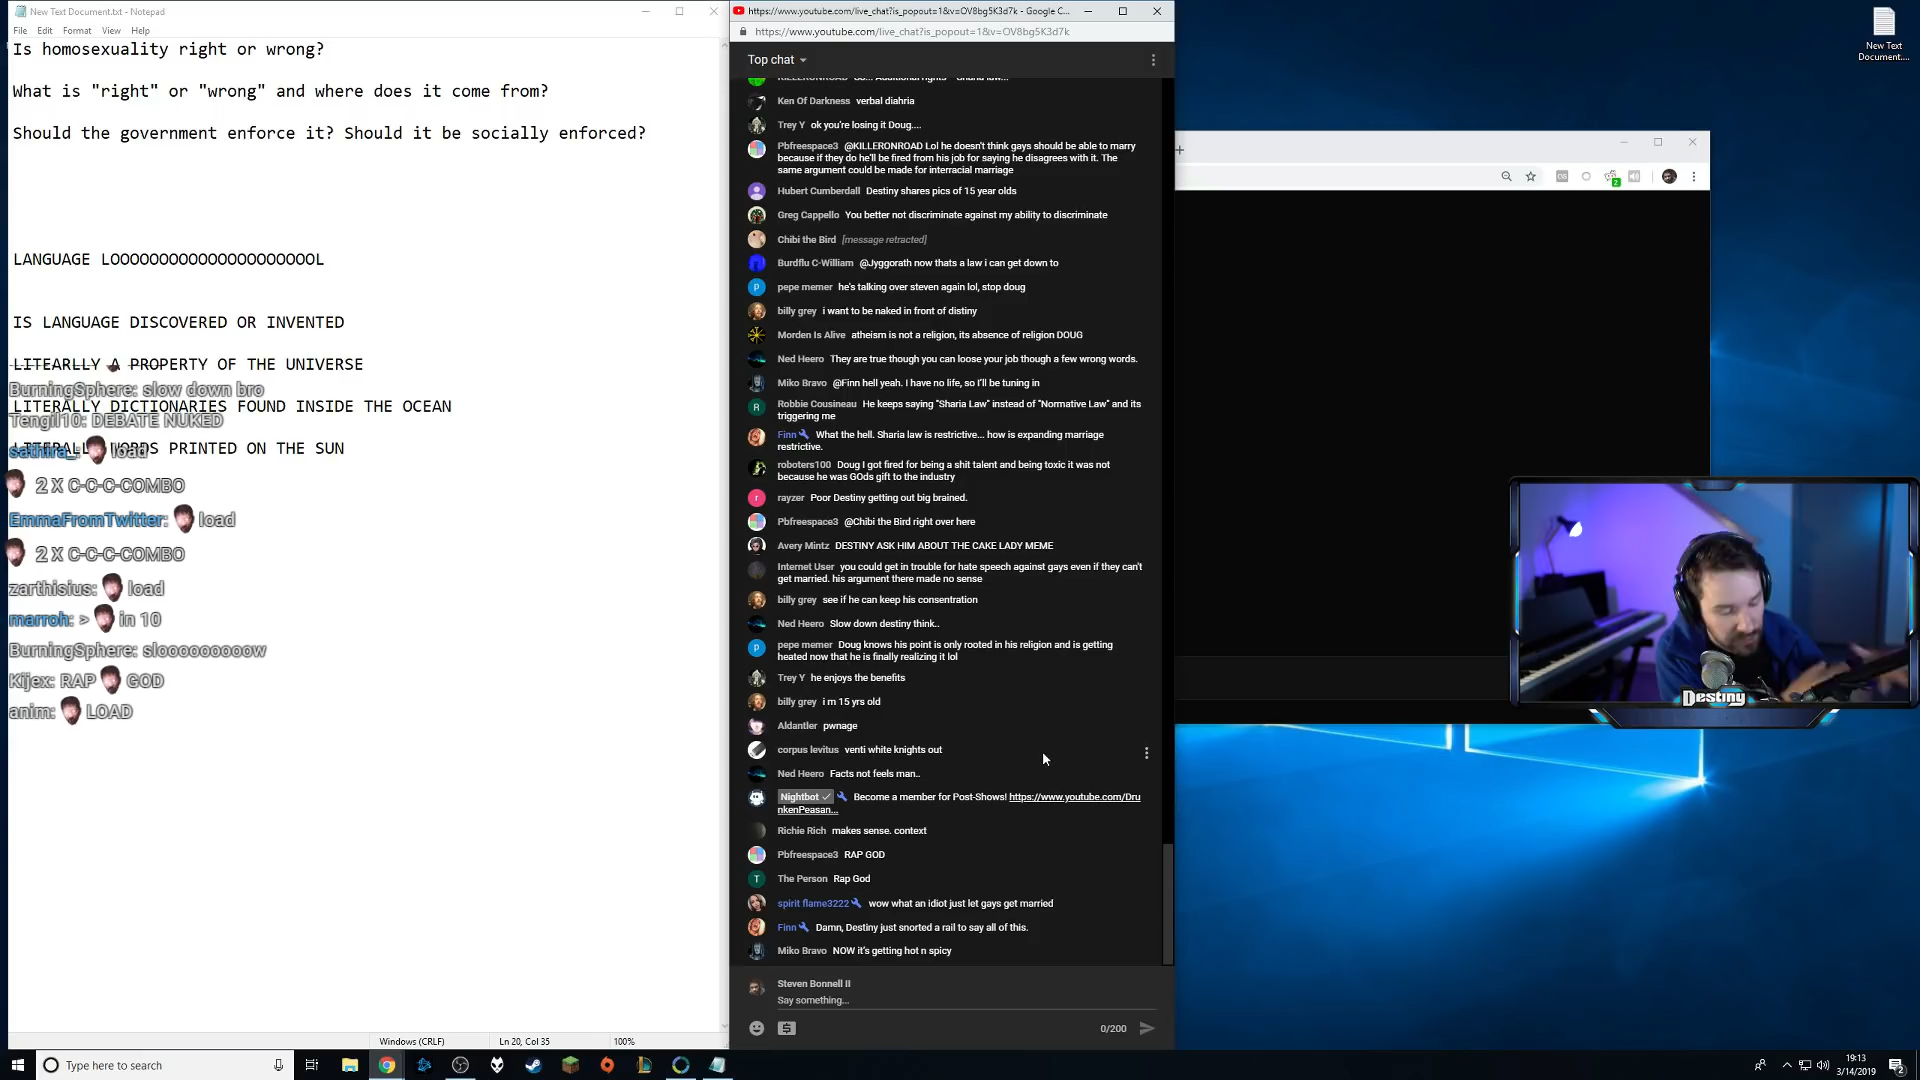 New Text Document.txt - Notepad
File Edit Format View Help
Is homosexuality right or wrong?
What is "right" or "wrong" and where does it come from?
Should the government enforce it? Should it be socially enforced?
LANGUAGE LOOOOOOOOOOOOOOOOOOOOOL
IS LANGUAGE DISCOVERED OR INVENTED
LITEARLLY A PROPERTY OF THE UNIVERSE
BurningSphere: slow down bro
LITERALLY DICTIONARIES FOUND INSIDE THE OCEAN
Tengil10: DEBATE NUKED
PRINTED ON THE SUN
sathira_: load
2 X C-C-C-COMBO
EmmaFromTwitter: load
2 X C-C-C-COMBO
zarthisius: load
marroh: > in 10
BurningSphere: slooooooooow
Kijex: RAP GOD
anim: LOAD
Windows (CRLF) Ln 20, Col 35 100%
https://www.youtube.com/live_chat?is_popout=1&v=OV8bg5K3d7k - Google C...
https://www.youtube.com/live_chat?is_popout=1&v=OV8bg5K3d7k
Top chat
Ken Of Darkness verbal diahria
Trey Y ok you're losing it Doug....
Pbfreespace3 @KILLERONROAD Lol he doesn't think gays should be able to marry
because if they do he'll be fired from his job for saying he disagrees with it. The
same argument could be made for interracial marriage
Hubert Cumberdall Destiny shares pics of 15 year olds
Greg Cappello You better not discriminate against my ability to discriminate
Chibi the Bird [message retracted]
Burdflu C-William @Jyggorath now thats a law i can get down to
pepe memer he's talking over steven again lol, stop doug
billy grey i want to be naked in front of distiny
Morden Is Alive atheism is not a religion, its absence of religion DOUG
Ned Heero They are true though you can loose your job though a few wrong words.
Miko Bravo @Finn hell yeah. I have no life, so I'll be tuning in
Robbie Cousineau He keeps saying "Sharia Law" instead of "Normative Law" and its
triggering me
Finn What the hell. Sharia law is restrictive... how is expanding marriage
restrictive.
roboters100 Doug I got fired for being a shit talent and being toxic it was not
because he was GOds gift to the industry
rayzer Poor Destiny getting out big brained.
Pbfreespace3 @Chibi the Bird right over here
Avery Mintz DESTINY ASK HIM ABOUT THE CAKE LADY MEME
Internet User you could get in trouble for hate speech against gays even if they can't
get married. his argument there made no sense
billy grey see if he can keep his consentration
Ned Heero Slow down destiny think..
pepe memer Doug knows his point is only rooted in his religion and is getting
heated now that he is finally realizing it lol
Trey Y he enjoys the benefits
billy grey i m 15 yrs old
Aldantler pwnage
corpus levitus venti white knights out
Ned Heero Facts not feels man..
Nightbot Become a member for Post-Shows! https://www.youtube.com/Dru
nkenPeasan...
Richie Rich makes sense. context
Pbfreespace3 RAP GOD
The Person Rap God
spirit flame3222 wow what an idiot just let gays get married
Finn Damn, Destiny just snorted a rail to say all of this.
Miko Bravo NOW it's getting hot n spicy
Steven Bonnell II
Say something...
0/200
New Text
Document....
Destiny
Type here to search
19:13
3/14/2019